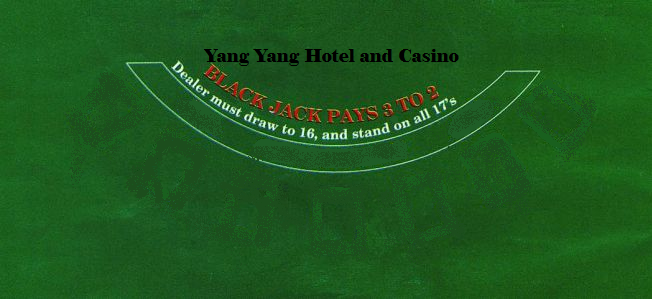 Yang Yang Hotel and Casino
BLACK JACK PAYS 3 TO 2
Dealer must draw to 16, and stand on all 17's